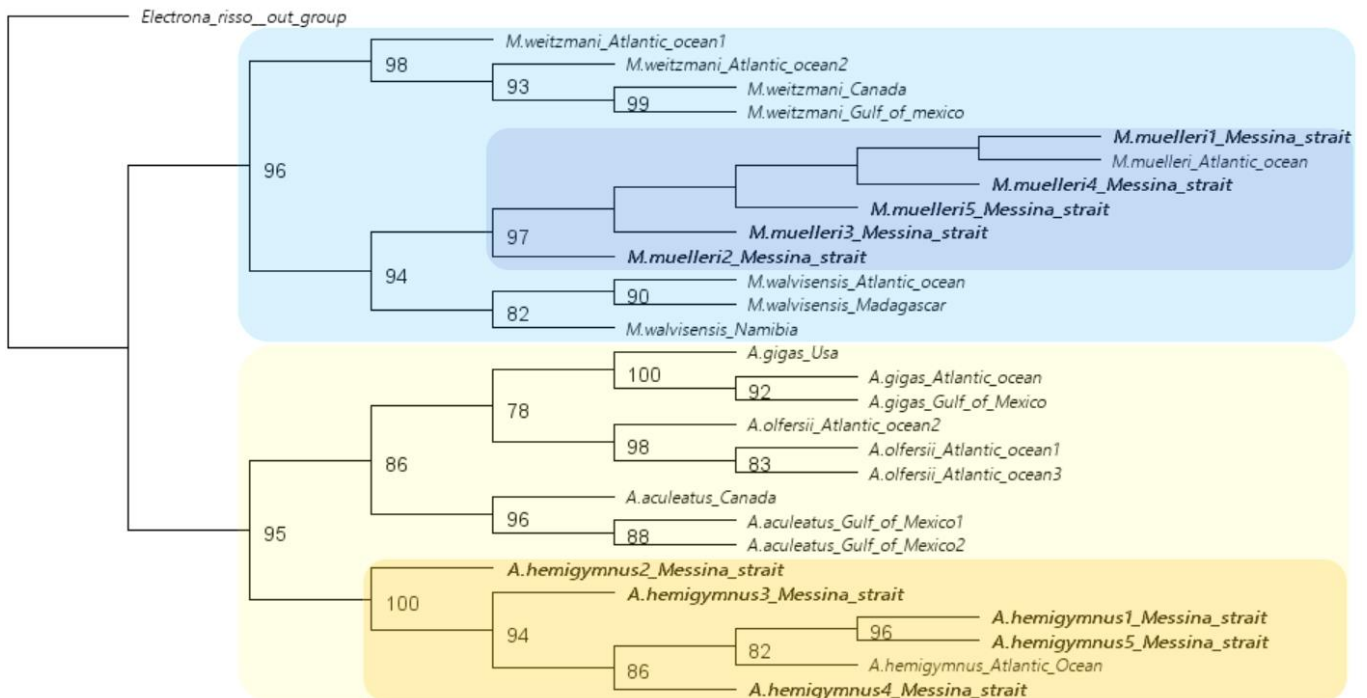 Electrona_risso__out_group
M.weitzmani_Atlantic_ocean1
98
M.weitzmani_Atlantic_ocean2
93
M.weitzmani_Canada
99
M.weitzmani_Gulf_of_mexico
M.muelleri1_Messina_strait
M.muelleri_Atlantic_ocean
96
M.muelleri4_Messina_strait
M.muelleri5_Messina_strait
M.muelleri3_Messina_strait
97
M.muelleri2_Messina_strait
94
M.walvisensis_Atlantic_ocean
90
M.walvisensis_Madagascar
82
M.walvisensis_Namibia
A.gigas_Usa
100
A.gigas_Atlantic_ocean
92
A.gigas_Gulf_of_Mexico
78
A.olfersii_Atlantic_ocean2
98
A.olfersii_Atlantic_ocean1
83
A.olfersii_Atlantic_ocean3
86
A.aculeatus_Canada
96
A.aculeatus_Gulf_of_Mexico1
88
A.aculeatus_Gulf_of_Mexico2
95
A.hemigymnus2_Messina_strait
100
A.hemigymnus3_Messina_strait
A.hemigymnus1_Messina_strait
96
A.hemigymnus5_Messina_strait
94
82
A.hemigymnus_Atlantic_Ocean
86
A.hemigymnus4_Messina_strait